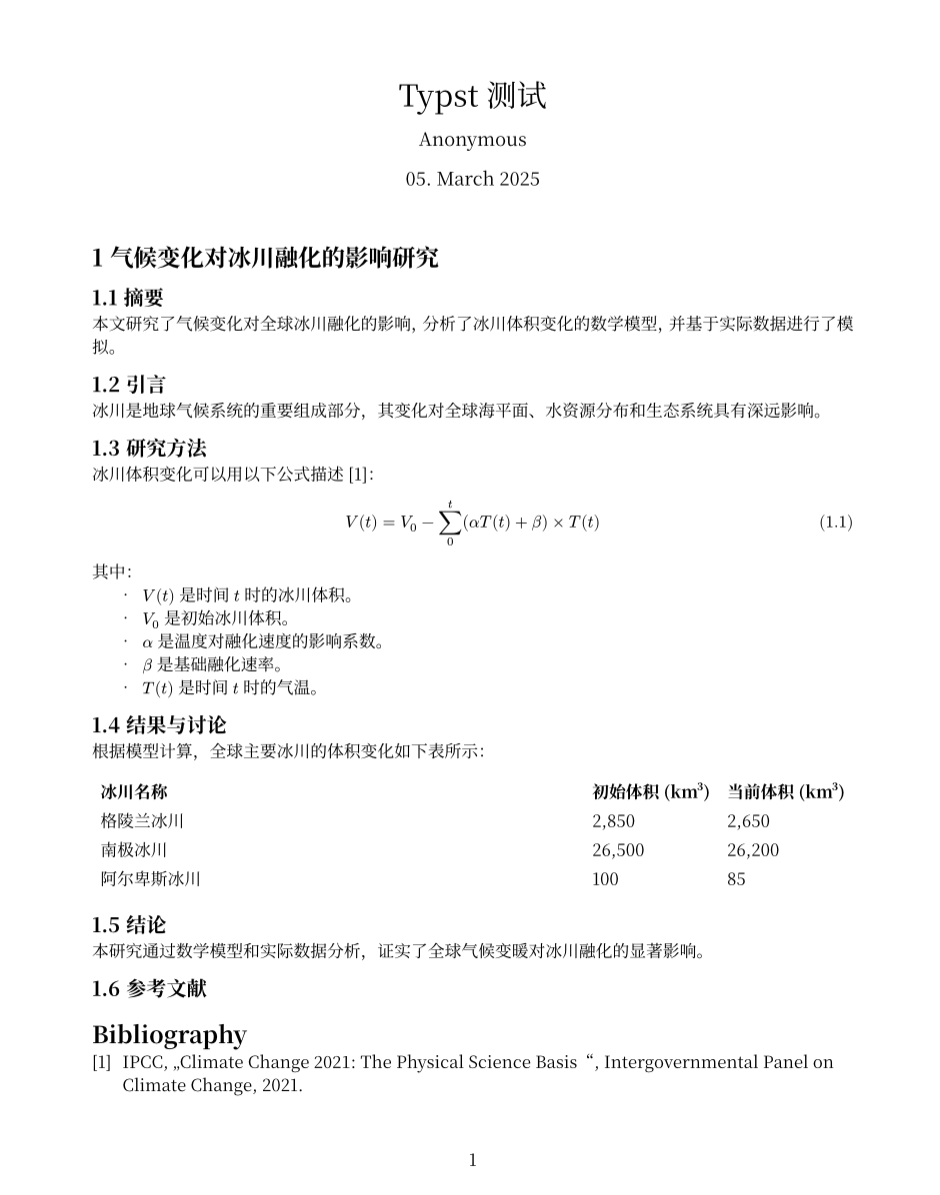 Typst 测试
Anonymous
05. March 2025
1 气候变化对冰川融化的影响研究
1.1 摘要
本文研究了气候变化对全球冰川融化的影响, 分析了冰川体积变化的数学模型, 并基于实际数据进行了模
拟。
1.2 引言
冰川是地球气候系统的重要组成部分，其变化对全球海平面、水资源分布和生态系统具有深远影响。
1.3 研究方法
冰川体积变化可以用以下公式描述 [1]：
V(t) = V₀ − ∑₀ᵗ (αT(t) + β) × T(t) (1.1)
其中：
· V(t) 是时间 t 时的冰川体积。
· V₀ 是初始冰川体积。
· α 是温度对融化速度的影响系数。
· β 是基础融化速率。
· T(t) 是时间 t 时的气温。
1.4 结果与讨论
根据模型计算，全球主要冰川的体积变化如下表所示：
冰川名称 初始体积 (km³) 当前体积 (km³)
格陵兰冰川 2,850 2,650
南极冰川 26,500 26,200
阿尔卑斯冰川 100 85
1.5 结论
本研究通过数学模型和实际数据分析，证实了全球气候变暖对冰川融化的显著影响。
1.6 参考文献
Bibliography
[1] IPCC, „Climate Change 2021: The Physical Science Basis “, Intergovernmental Panel on
Climate Change, 2021.
1